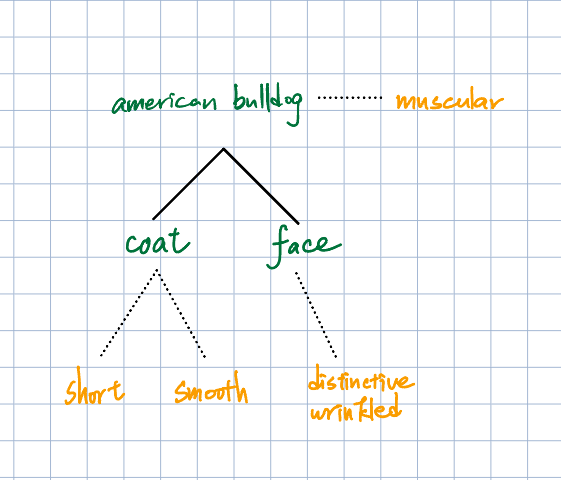 american bulldog muscular
coat face
short smooth distinctive
wrinkled